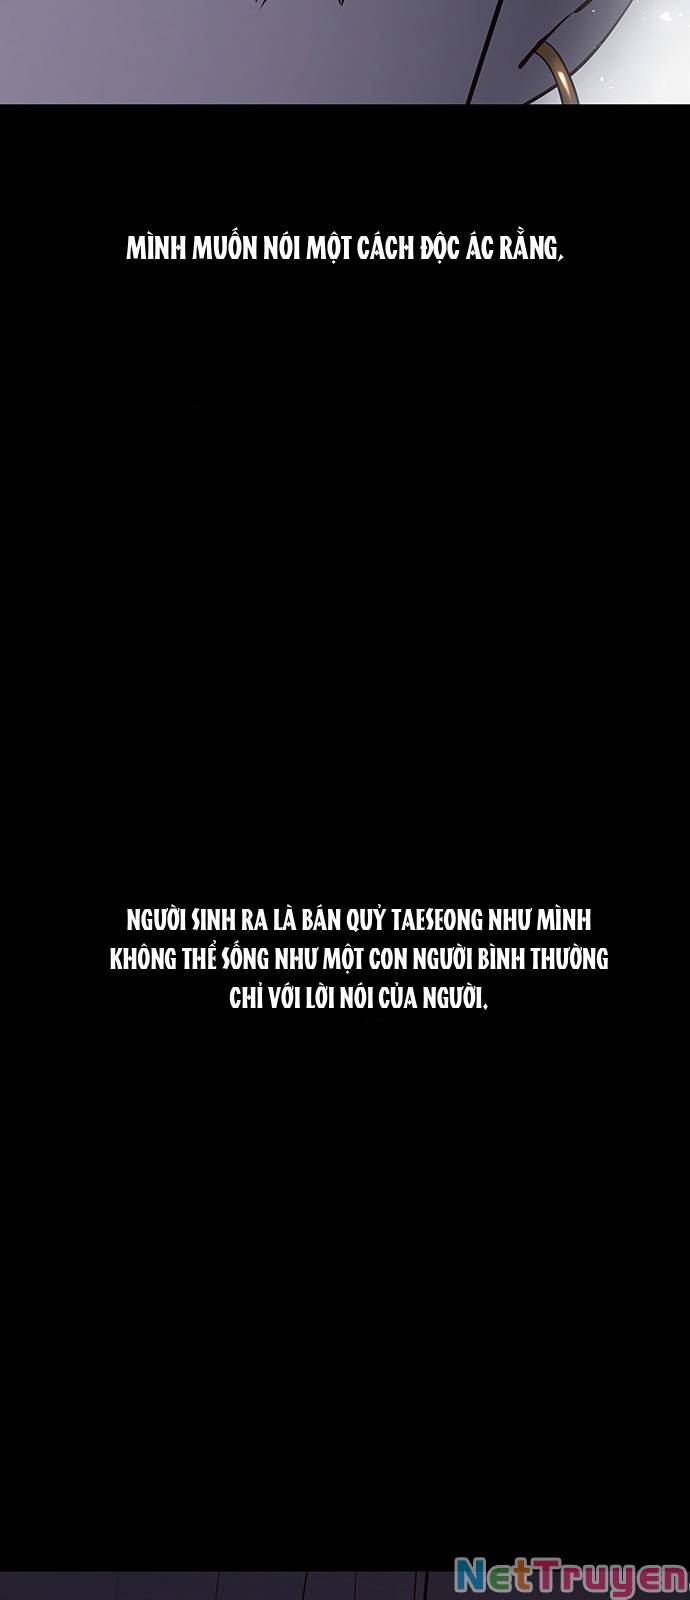 MÌNH MUỐN NÓI MỘT CÁCH ĐỘC ÁC RẰNG,
NGƯỜI SINH RA LÀ BÁN QUỶ TAESEONG NHƯ MÌNH
KHÔNG THỂ SỐNG NHƯ MỘT CON NGƯỜI BÌNH THƯỜNG
CHỈ VỚI LỜI NÓI CỦA NGƯỜI.
NetTruyen